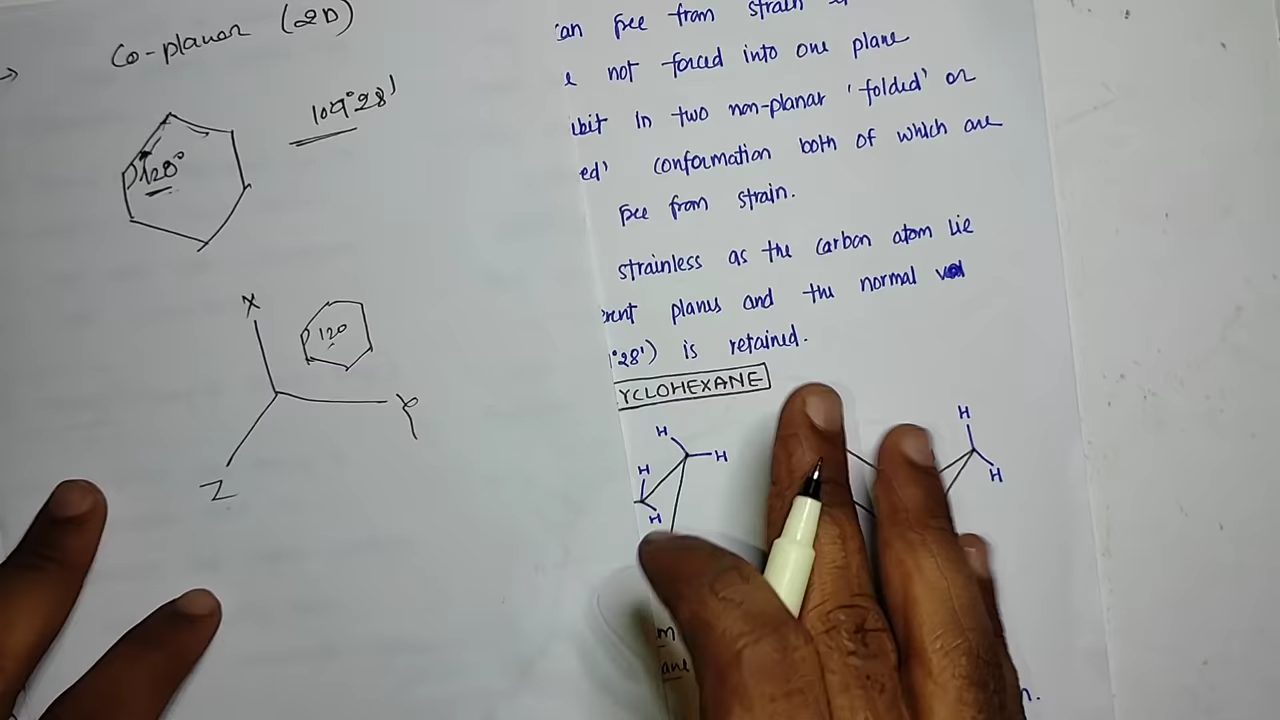 Co-planar (2D)
109°28'
120°
X
120
Y
Z
can free from strain
not forced into one plane
in two non-planar 'folded' or
ed' conformation both of which are
free from strain.
strainless as the carbon atom lie
planes and the normal
°28') is retained.
YCLOHEXANE
H
H
H
H
H
H
m
ane
n.